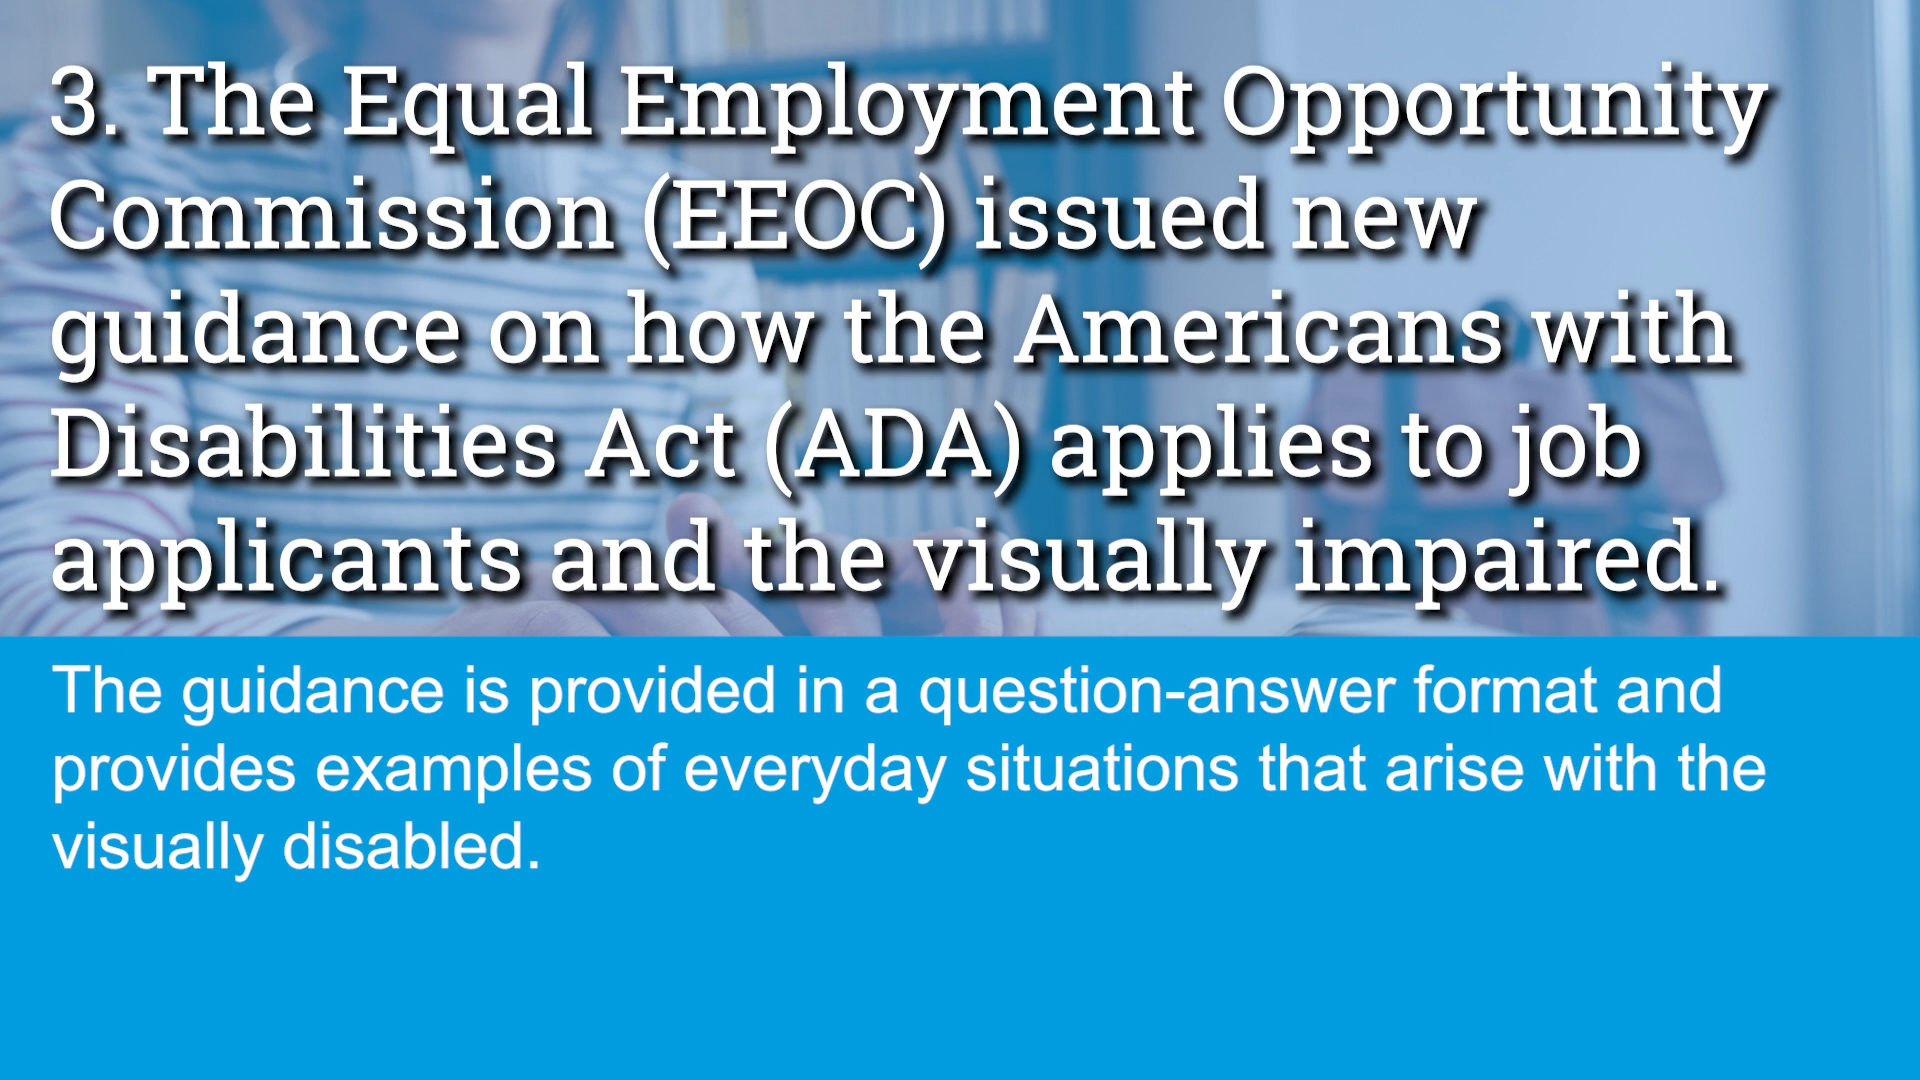 3. The Equal Employment Opportunity
Commission (EEOC) issued new
guidance on how the Americans with
Disabilities Act (ADA) applies to job
applicants and the visually impaired.
The guidance is provided in a question-answer format and
provides examples of everyday situations that arise with the
visually disabled.